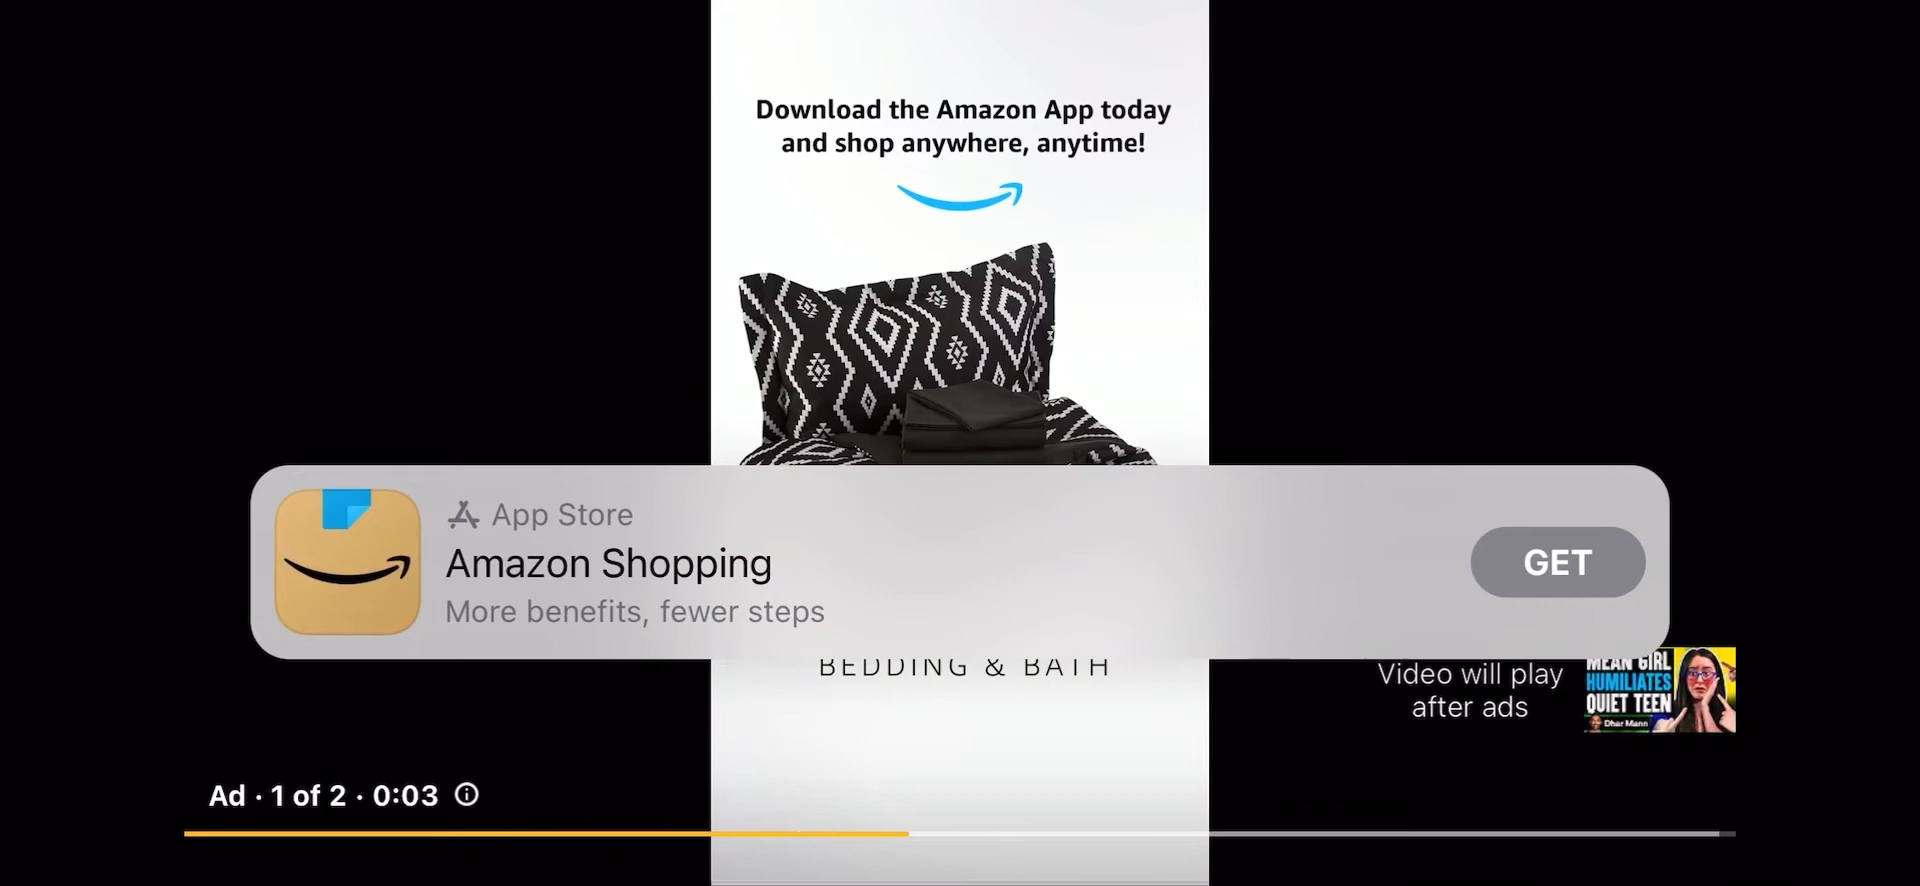 Download the Amazon App today
and shop anywhere, anytime!
App Store
Amazon Shopping
More benefits, fewer steps
GET
BEDDING & BATH
Video will play
after ads
MEAN GIRL
HUMILIATES
QUIET TEEN
Dhar Mann
Ad · 1 of 2 · 0:03